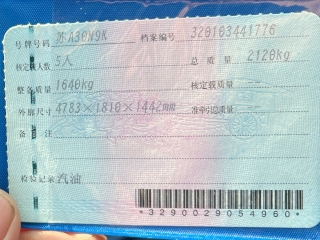 号牌号码 苏A30N9K 档案编号 320103441776
核定载人数 5人 总质量 2120kg
整备质量 1640kg 核定载质量
外廓尺寸 4783×1810×1442mm 准牵引总质量
备注
检验记录 汽油
*3290029054960*